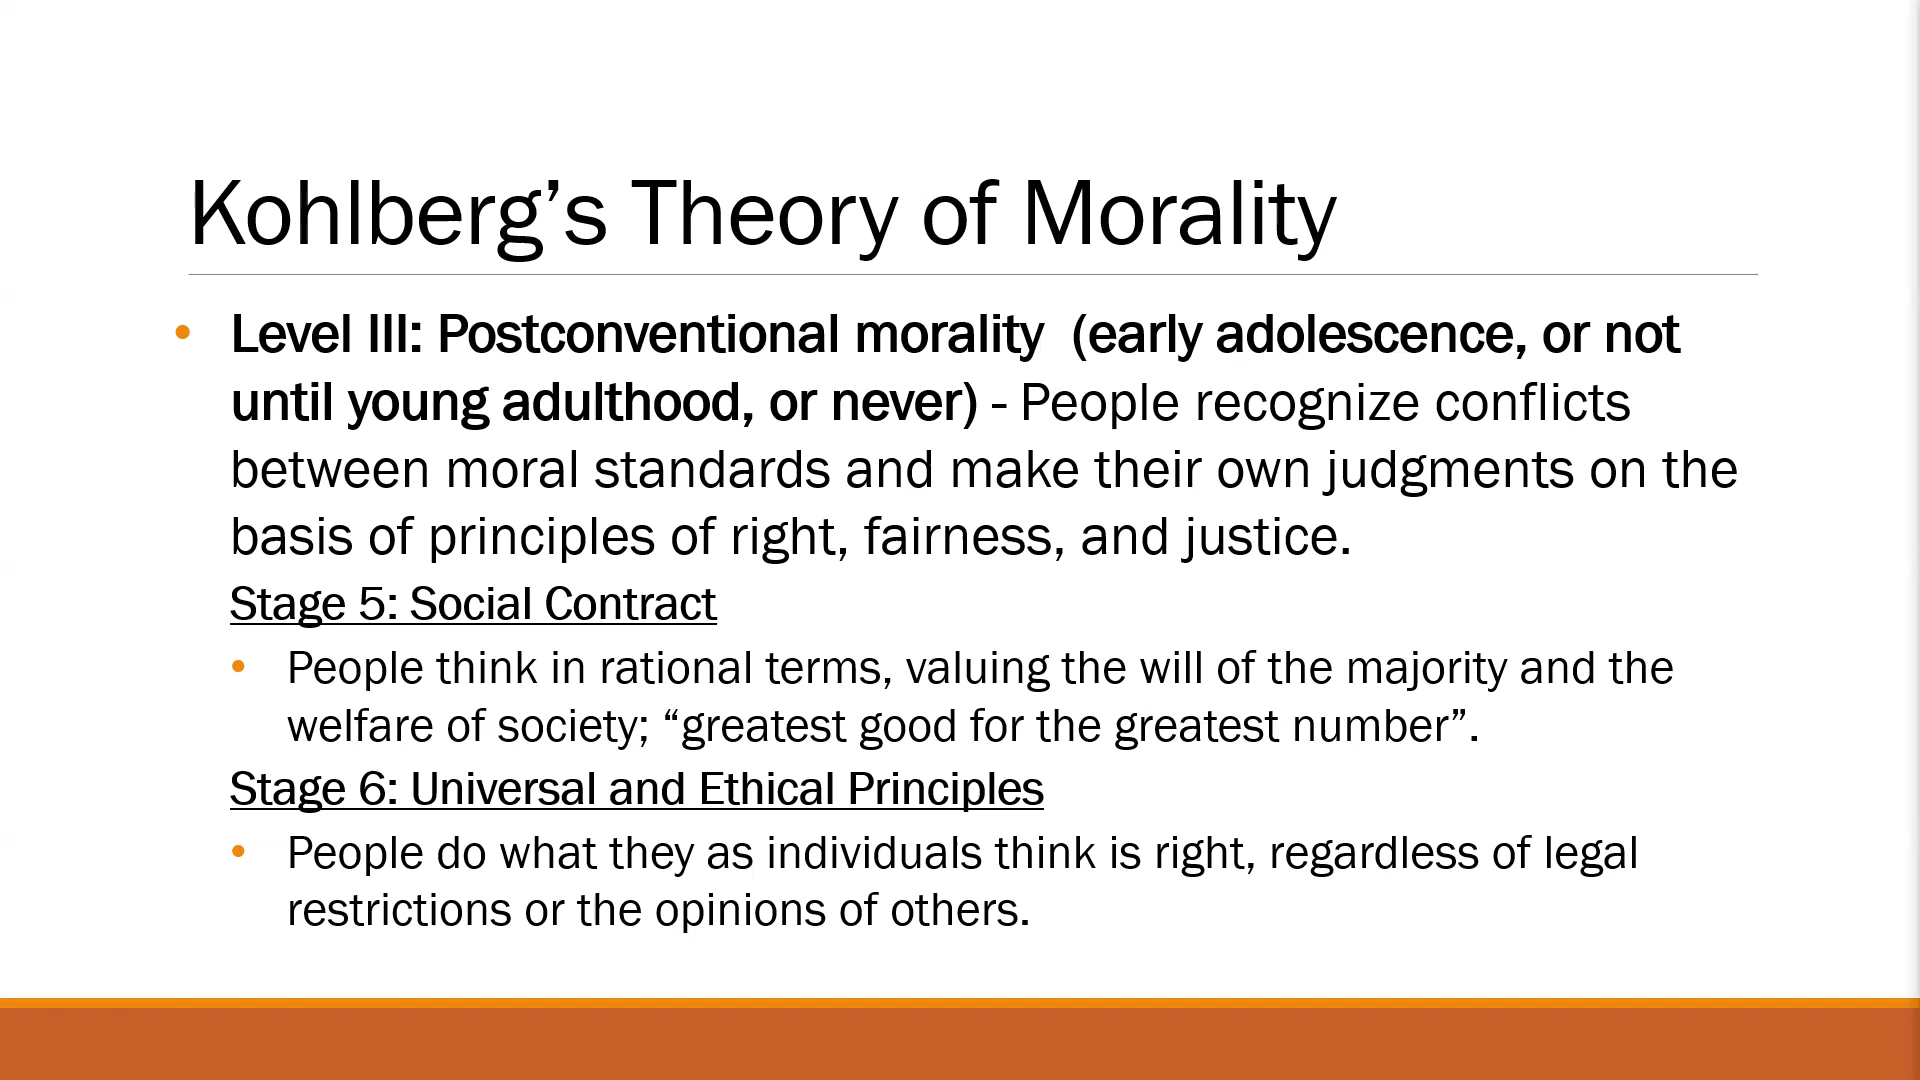 Kohlberg’s Theory of Morality
• Level III: Postconventional morality  (early adolescence, or not
until young adulthood, or never) - People recognize conflicts
between moral standards and make their own judgments on the
basis of principles of right, fairness, and justice.
Stage 5: Social Contract
• People think in rational terms, valuing the will of the majority and the
welfare of society; “greatest good for the greatest number”.
Stage 6: Universal and Ethical Principles
• People do what they as individuals think is right, regardless of legal
restrictions or the opinions of others.